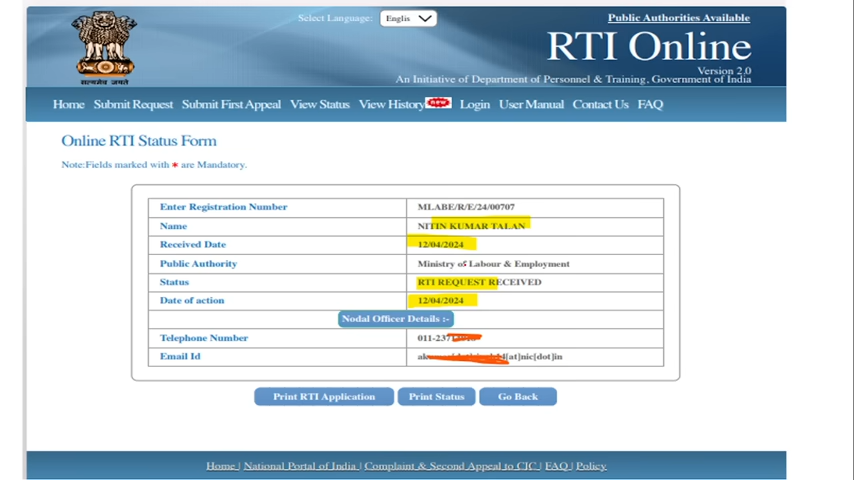 Select Language: Englis
Public Authorities Available
RTI Online
Version 2.0
An Initiative of Department of Personnel & Training, Government of India
सत्यमेव जयते
Home Submit Request Submit First Appeal View Status View History new Login User Manual Contact Us FAQ
Online RTI Status Form
Note:Fields marked with * are Mandatory.
Enter Registration Number MLABE/R/E/24/00707
Name NITIN KUMAR TALAN
Received Date 12/04/2024
Public Authority Ministry of Labour & Employment
Status RTI REQUEST RECEIVED
Date of action 12/04/2024
Nodal Officer Details :-
Telephone Number 011-237
Email Id [at]nic[dot]in
Print RTI Application Print Status Go Back
Home | National Portal of India | Complaint & Second Appeal to CIC | FAQ | Policy